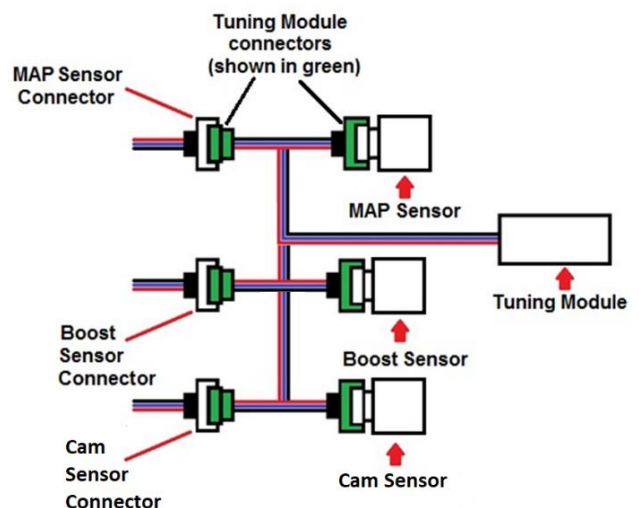 Tuning Module
connectors
(shown in green)
MAP Sensor
Connector
MAP Sensor
Tuning Module
Boost
Sensor
Connector
Boost Sensor
Cam
Sensor
Connector
Cam Sensor